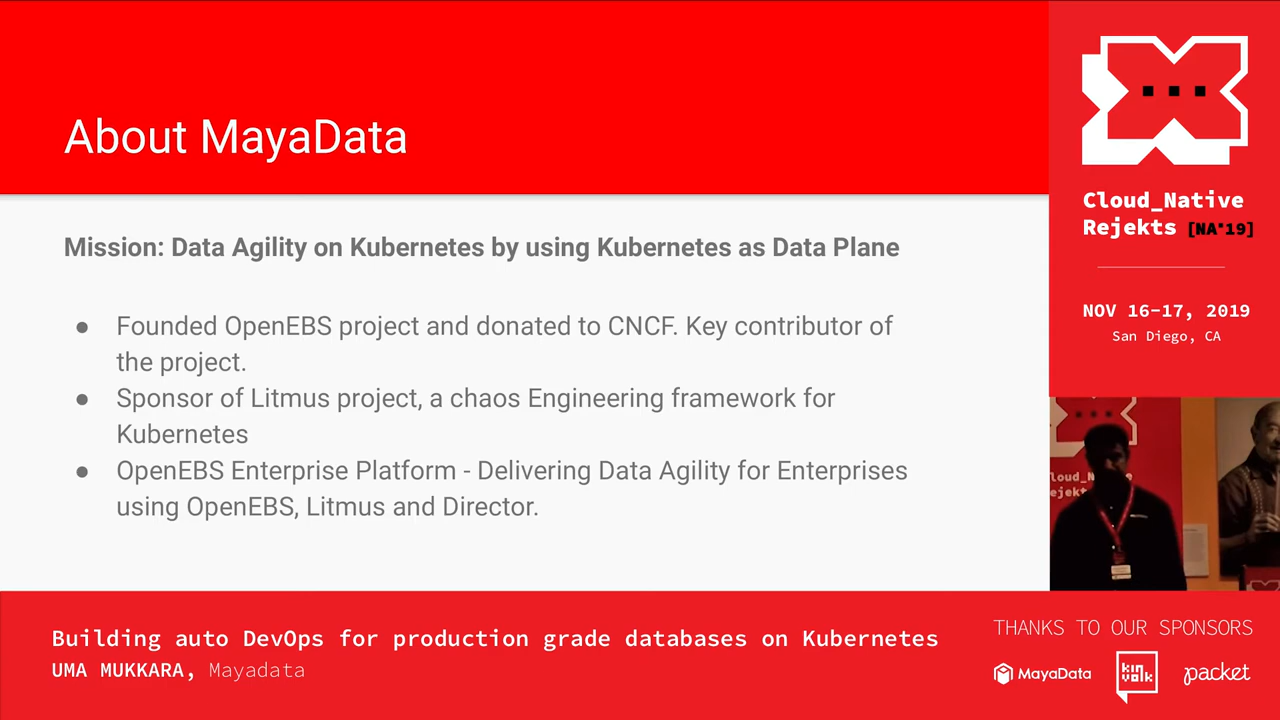 About MayaData
Mission: Data Agility on Kubernetes by using Kubernetes as Data Plane
● Founded OpenEBS project and donated to CNCF. Key contributor of
the project.
● Sponsor of Litmus project, a chaos Engineering framework for
Kubernetes
● OpenEBS Enterprise Platform - Delivering Data Agility for Enterprises
using OpenEBS, Litmus and Director.
Cloud_Native
Rejekts [NA'19]
NOV 16-17, 2019
San Diego, CA
Building auto DevOps for production grade databases on Kubernetes
UMA MUKKARA, Mayadata
THANKS TO OUR SPONSORS
MayaData
kin
volk
packet